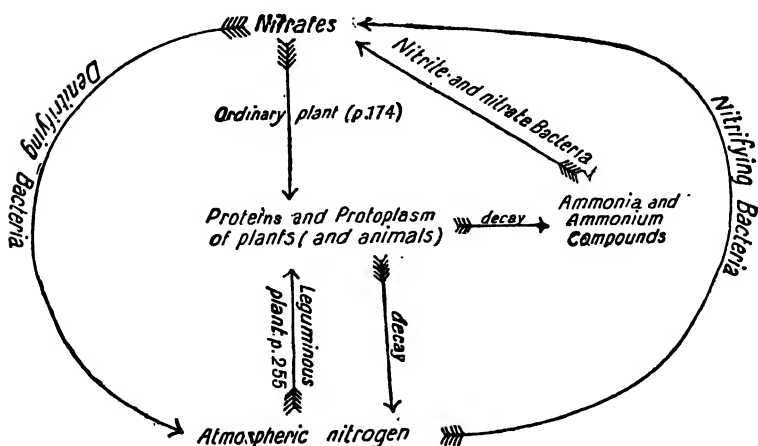 Nitrates
Denitrifying Bacteria
Ordinary plant (p.174)
Nitrile and nitrate Bacteria
Nitrifying Bacteria
Proteins and Protoplasm
of plants (and animals)
decay
Ammonia and
Ammonium
Compounds
Leguminous
plant p.255
decay
Atmospheric nitrogen